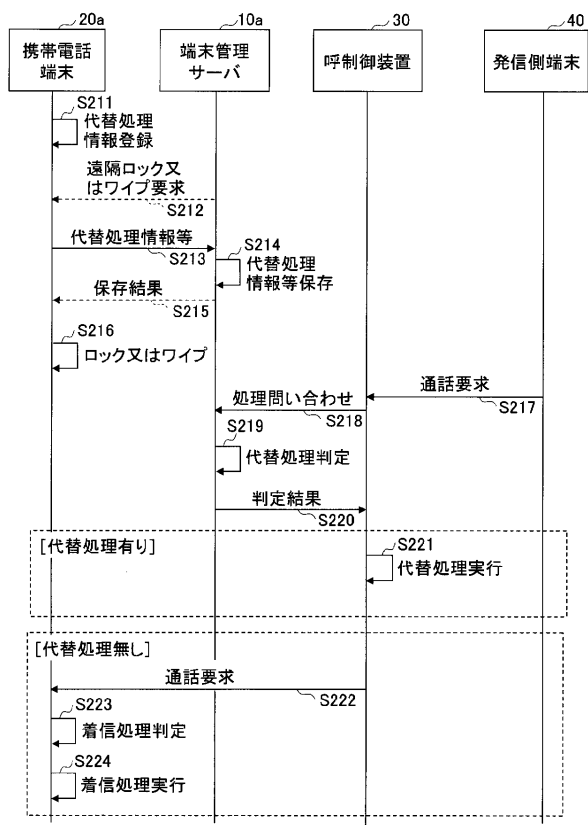 20a
10a
30
40
携帯電話
端末
端末管理
サーバ
呼制御装置
発信側端末
S211
代替処理
情報登録
遠隔ロック又
はワイプ要求
S212
代替処理情報等
S213
S214
代替処理
情報等保存
保存結果
S215
S216
ロック又はワイプ
通話要求
S217
処理問い合わせ
S218
S219
代替処理判定
判定結果
S220
[代替処理有り]
S221
代替処理実行
[代替処理無し]
通話要求
S222
S223
着信処理判定
S224
着信処理実行